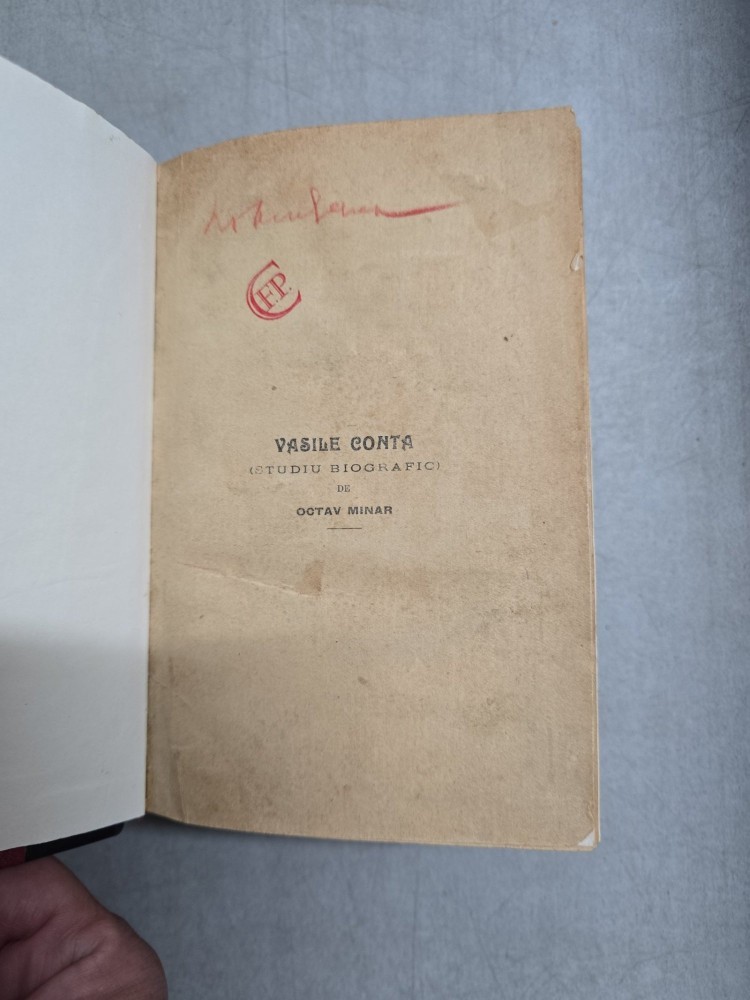 C F.P.
VASILE CONTA
(STUDIU BIOGRAFIC)
DE
OCTAV MINAR